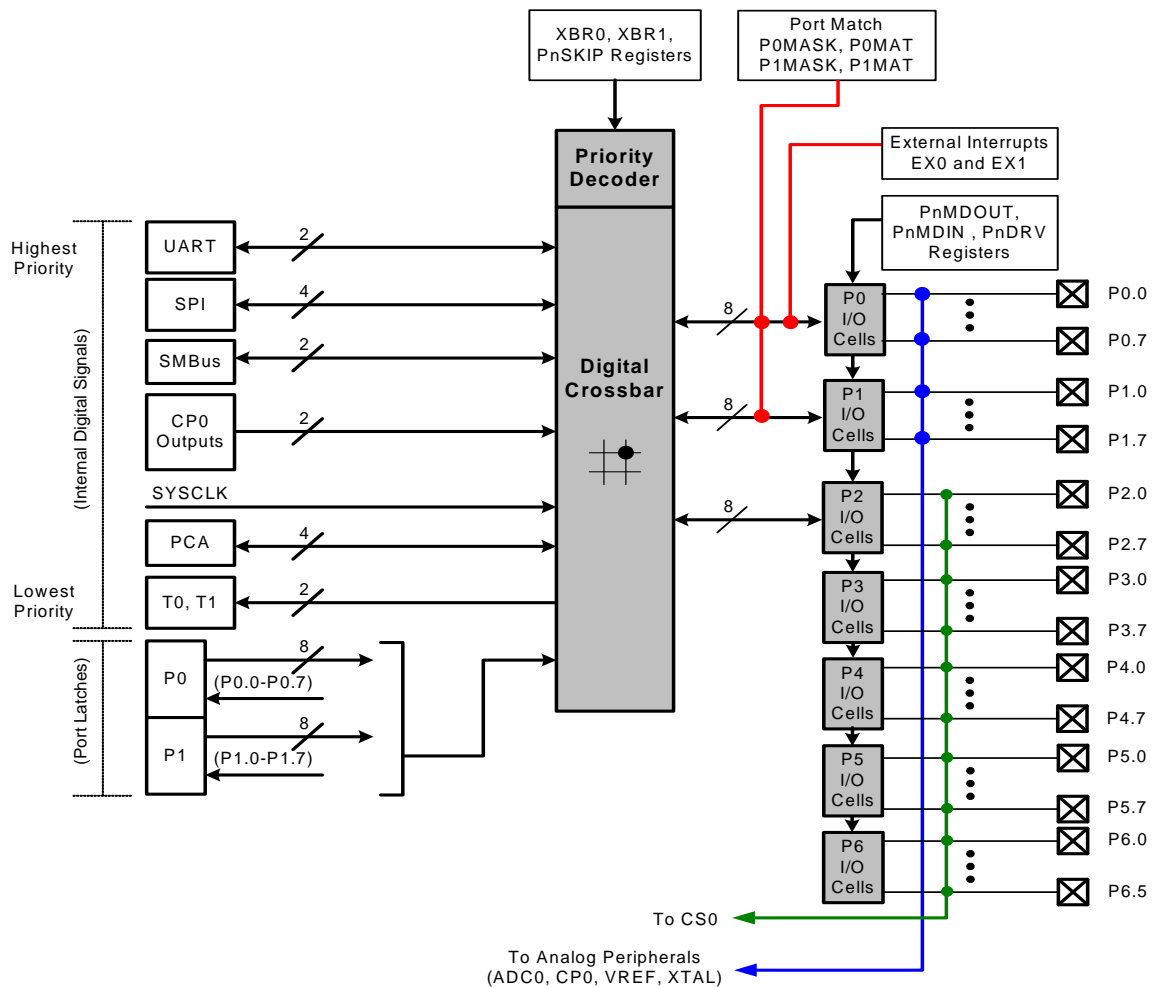 XBR0, XBR1,
PnSKIP Registers
Port Match
P0MASK, P0MAT
P1MASK, P1MAT
External Interrupts
EX0 and EX1
Priority
Decoder
PnMDOUT,
PnMDIN , PnDRV
Registers
Highest
Priority
(Internal Digital Signals)
UART
2
SPI
4
SMBus
2
CP0
Outputs
2
SYSCLK
PCA
4
Lowest
Priority
T0, T1
2
(Port Latches)
P0
8
(P0.0-P0.7)
P1
8
(P1.0-P1.7)
Digital
Crossbar
8
8
8
P0
I/O
Cells
P0.0
P0.7
P1
I/O
Cells
P1.0
P1.7
P2
I/O
Cells
P2.0
P2.7
P3
I/O
Cells
P3.0
P3.7
P4
I/O
Cells
P4.0
P4.7
P5
I/O
Cells
P5.0
P5.7
P6
I/O
Cells
P6.0
P6.5
To CS0
To Analog Peripherals
(ADC0, CP0, VREF, XTAL)